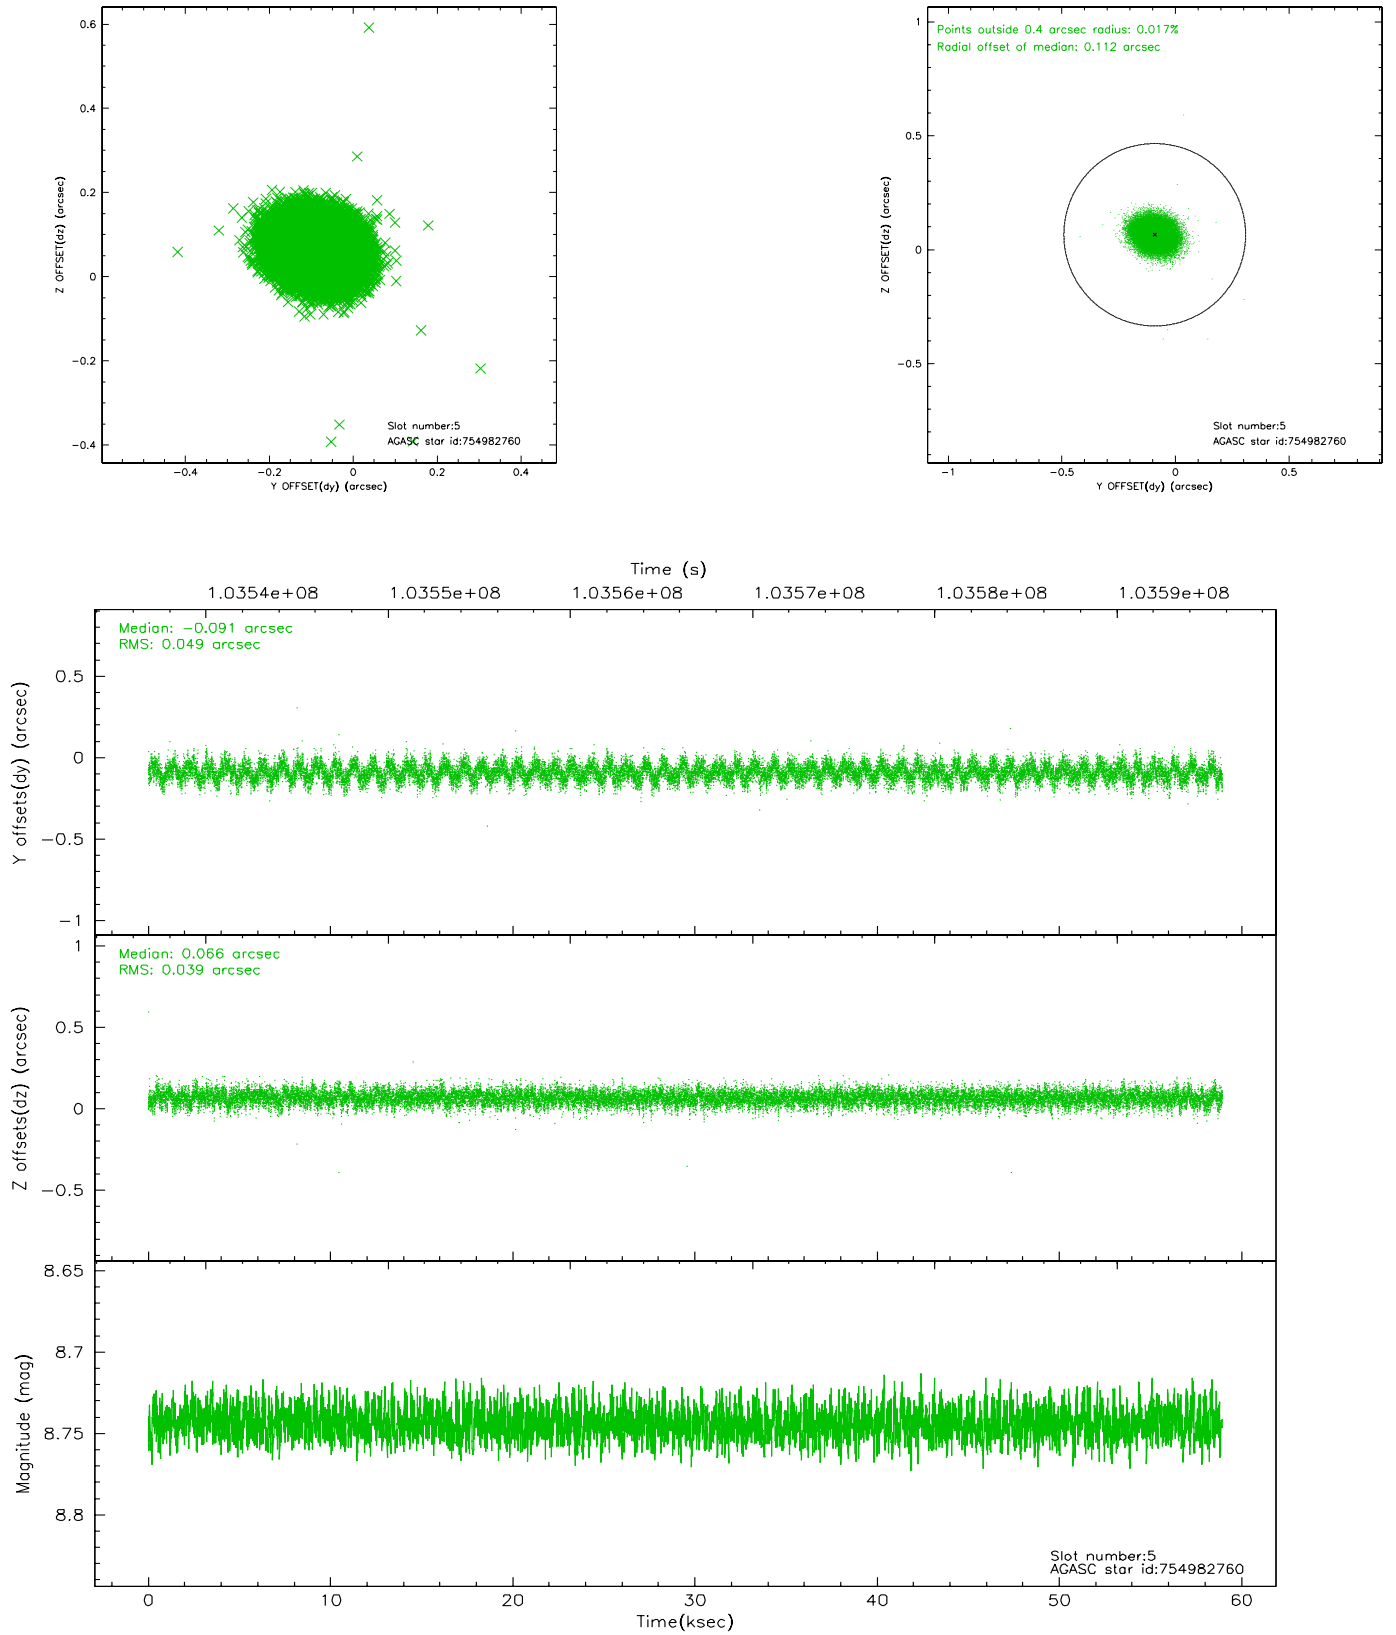 0.6
0.4
0.2
0
−0.2
−0.4
Z OFFSET(dz) (arcsec)
−0.4 −0.2 0 0.2 0.4
Y OFFSET(dy) (arcsec)
Slot number:5
AGASC star id:754982760
Points outside 0.4 arcsec radius: 0.017%
Radial offset of median: 0.112 arcsec
1
0.5
0
−0.5
Z OFFSET(dz) (arcsec)
−1 −0.5 0 0.5
Y OFFSET(dy) (arcsec)
Slot number:5
AGASC star id:754982760
Time (s)
1.0354e+08 1.0355e+08 1.0356e+08 1.0357e+08 1.0358e+08 1.0359e+08
Median: −0.091 arcsec
RMS: 0.049 arcsec
0.5
0
−0.5
−1
Y offsets(dy) (arcsec)
Median: 0.066 arcsec
RMS: 0.039 arcsec
1
0.5
0
−0.5
Z offsets(dz) (arcsec)
8.65
8.7
8.75
8.8
Magnitude (mag)
Slot number:5
AGASC star id:754982760
0 10 20 30 40 50 60
Time(ksec)